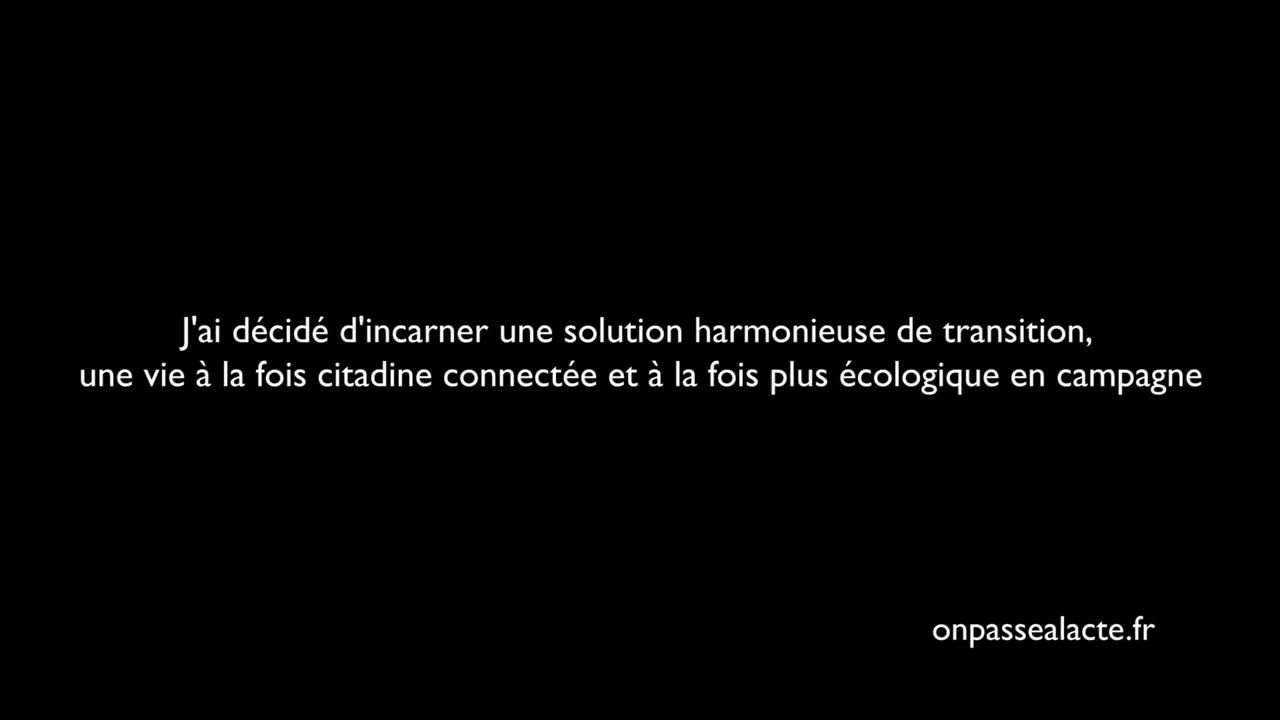 J'ai décidé d'incarner une solution harmonieuse de transition,
une vie à la fois citadine connectée et à la fois plus écologique en campagne
onpassealacte.fr